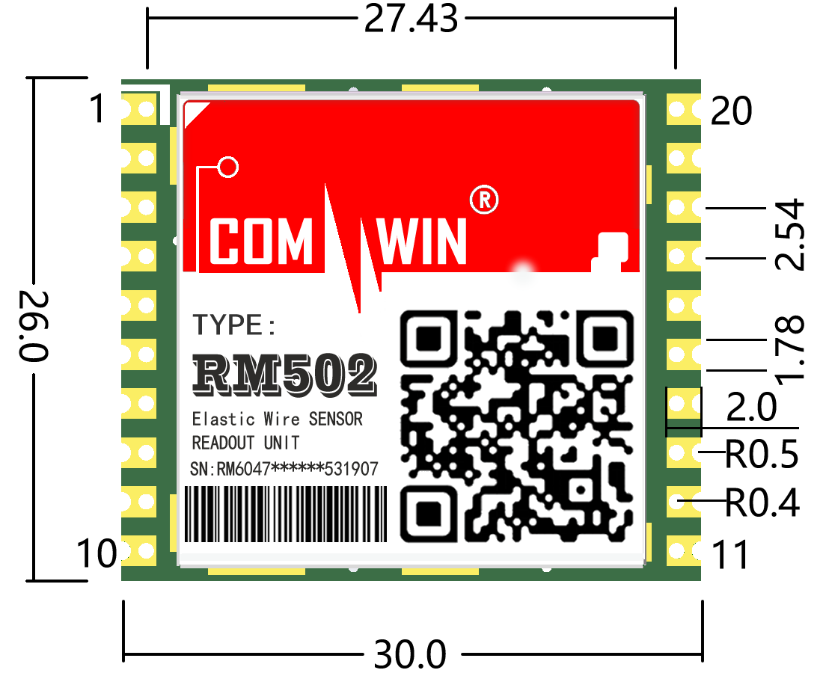 27.43
1
20
®
COM WIN
2.54
26.0
TYPE:
1.78
RM502
2.0
Elastic Wire SENSOR
READOUT UNIT
R0.5
SN:RM6047******531907
R0.4
10
11
30.0